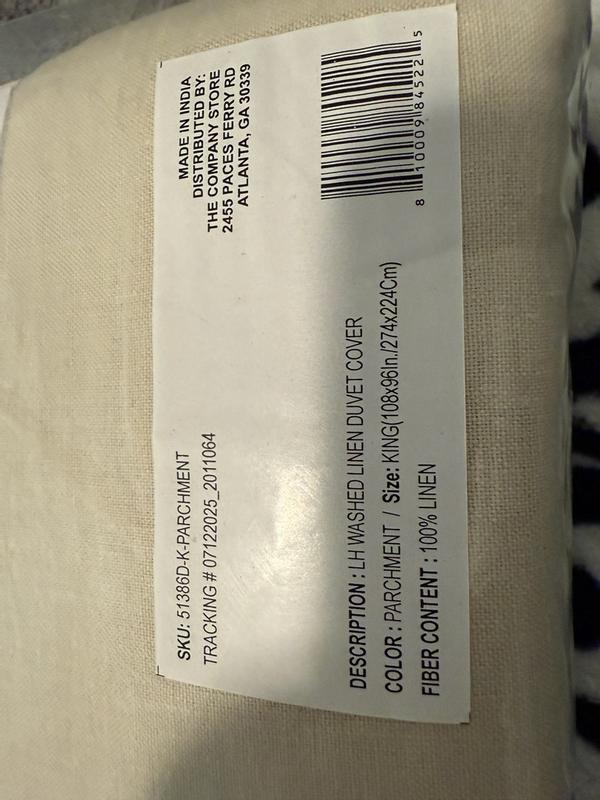 SKU: 51386D-K-PARCHMENT
TRACKING # 07122025_2011064
MADE IN INDIA
DISTRIBUTED BY:
THE COMPANY STORE
2455 PACES FERRY RD
ATLANTA, GA 30339
DESCRIPTION : LH WASHED LINEN DUVET COVER
COLOR : PARCHMENT / Size: KING(108x96In./274x224Cm)
FIBER CONTENT : 100% LINEN
8 10009 84522 5